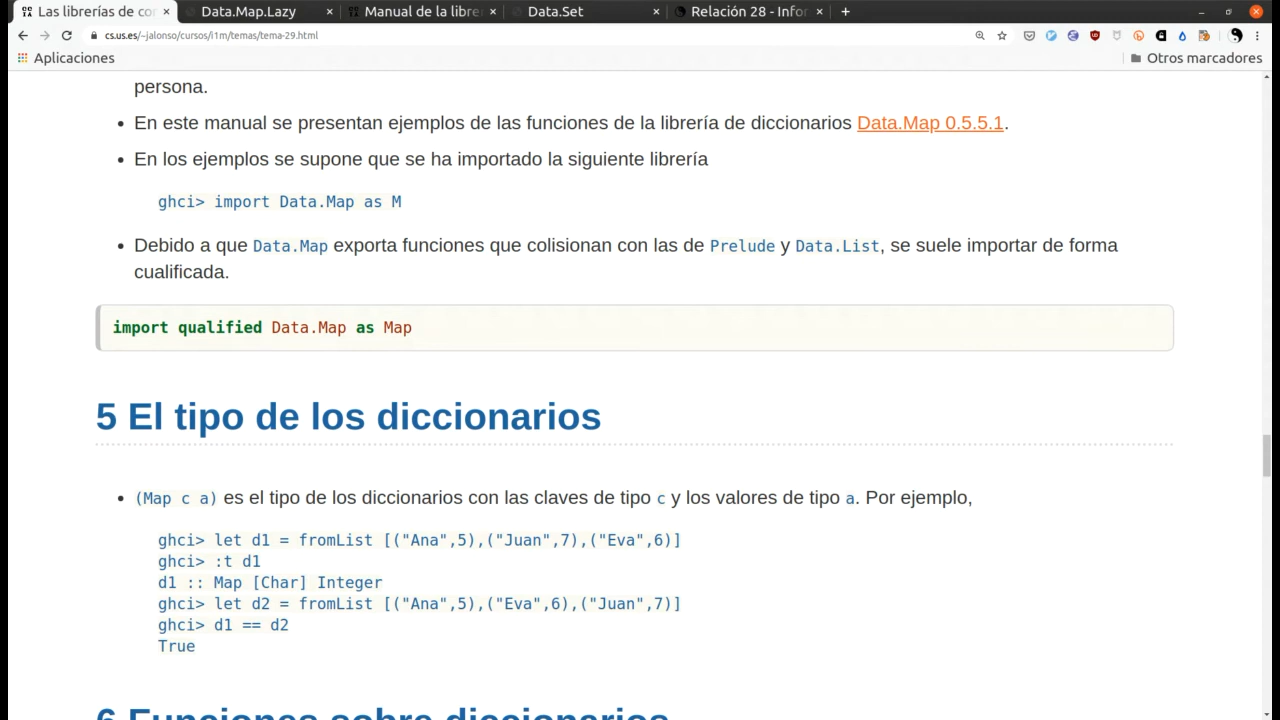 Las librerías de co
Data.Map.Lazy
Manual de la libre
Data.Set
Relación 28 - Infor
cs.us.es/~jalonso/cursos/i1m/temas/tema-29.html
Aplicaciones
Otros marcadores
persona.
• En este manual se presentan ejemplos de las funciones de la librería de diccionarios Data.Map 0.5.5.1.
• En los ejemplos se supone que se ha importado la siguiente librería
ghci> import Data.Map as M
• Debido a que Data.Map exporta funciones que colisionan con las de Prelude y Data.List, se suele importar de forma
cualificada.
import qualified Data.Map as Map
5 El tipo de los diccionarios
• (Map c a) es el tipo de los diccionarios con las claves de tipo c y los valores de tipo a. Por ejemplo,
ghci> let d1 = fromList [("Ana",5),("Juan",7),("Eva",6)]
ghci> :t d1
d1 :: Map [Char] Integer
ghci> let d2 = fromList [("Ana",5),("Eva",6),("Juan",7)]
ghci> d1 == d2
True
6 Funciones sobre diccionarios